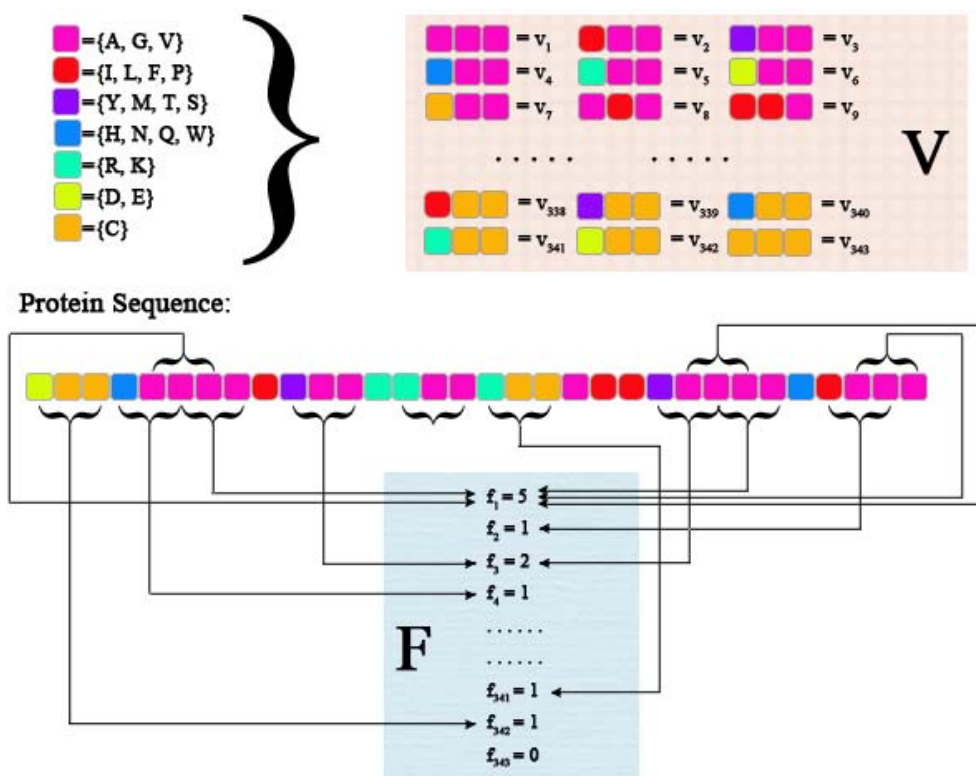 ={A, G, V}
={I, L, F, P}
={Y, M, T, S}
={H, N, Q, W}
={R, K}
={D, E}
={C}
= v₁ = v₂ = v₃
= v₄ = v₅ = v₆
= v₇ = v₈ = v₉
V
. . . . . . . . . .
= v₃₃₈ = v₃₃₉ = v₃₄₀
= v₃₄₁ = v₃₄₂ = v₃₄₃
Protein Sequence:
f₁ = 5
f₂ = 1
f₃ = 2
f₄ = 1
. . . . . .
F
. . . . . .
f₃₄₁ = 1
f₃₄₂ = 1
f₃₄₃ = 0